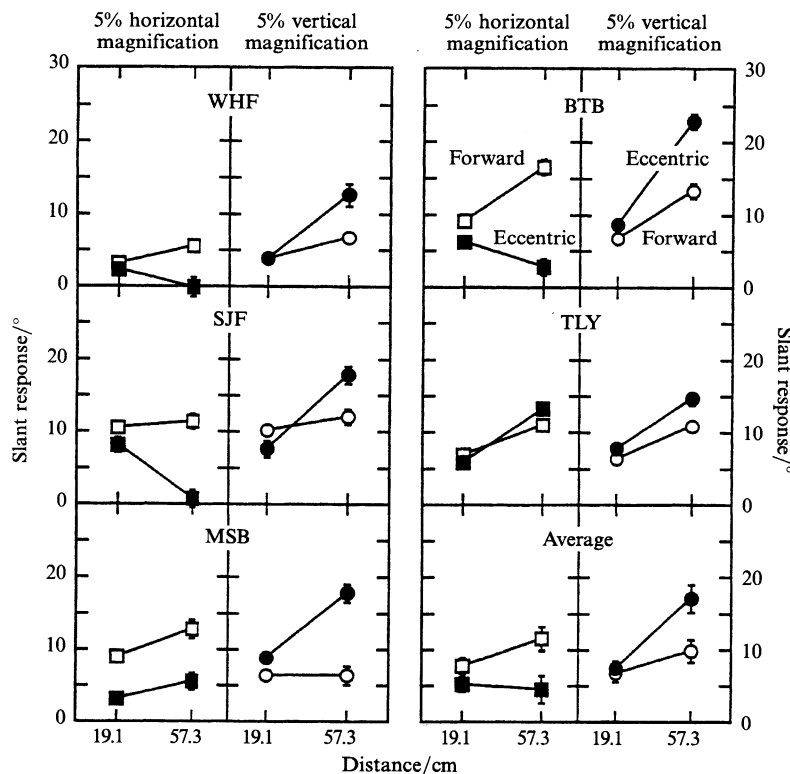 5% horizontal magnification
5% vertical magnification
5% horizontal magnification
5% vertical magnification
30
WHF
20
10
0
BTB
30
20
10
0
Forward
Eccentric
Eccentric
Forward
SJF
20
10
0
TLY
20
10
0
MSB
20
10
0
Average
20
10
0
Slant response/°
Slant response/°
19.1
57.3
19.1
57.3
19.1
57.3
19.1
57.3
Distance/cm